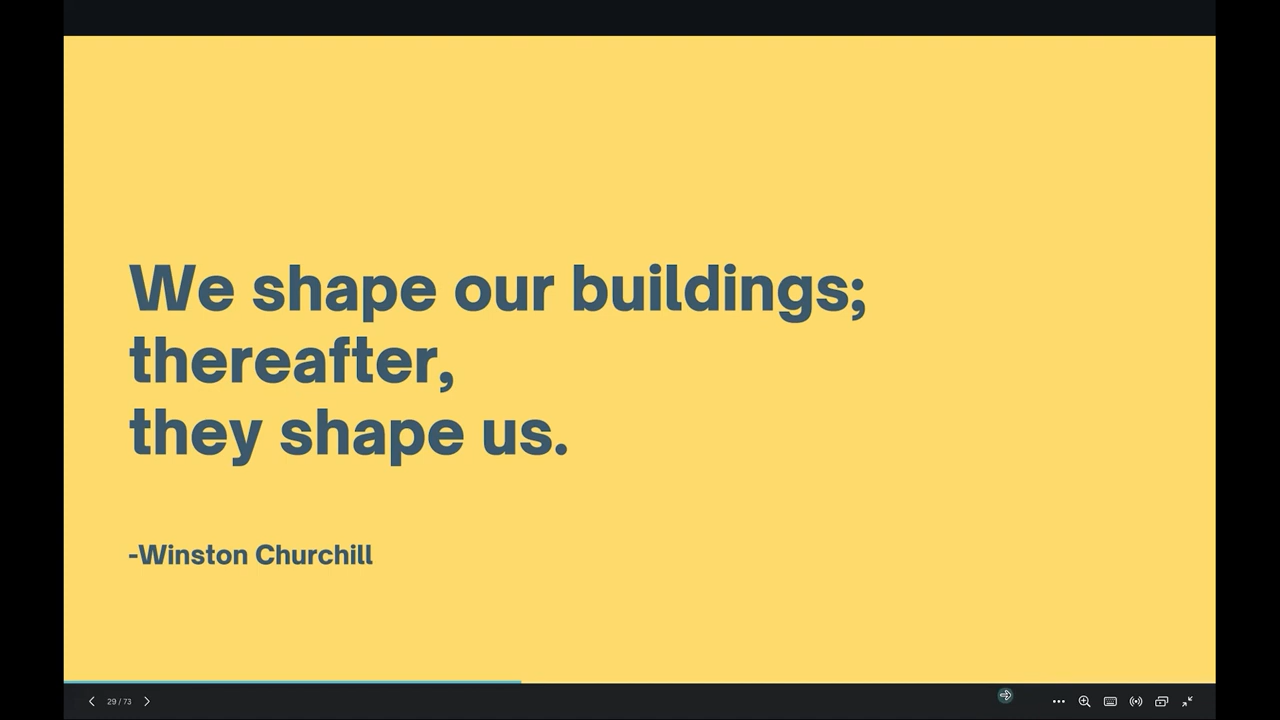 We shape our buildings;
thereafter,
they shape us.
-Winston Churchill
29 / 73